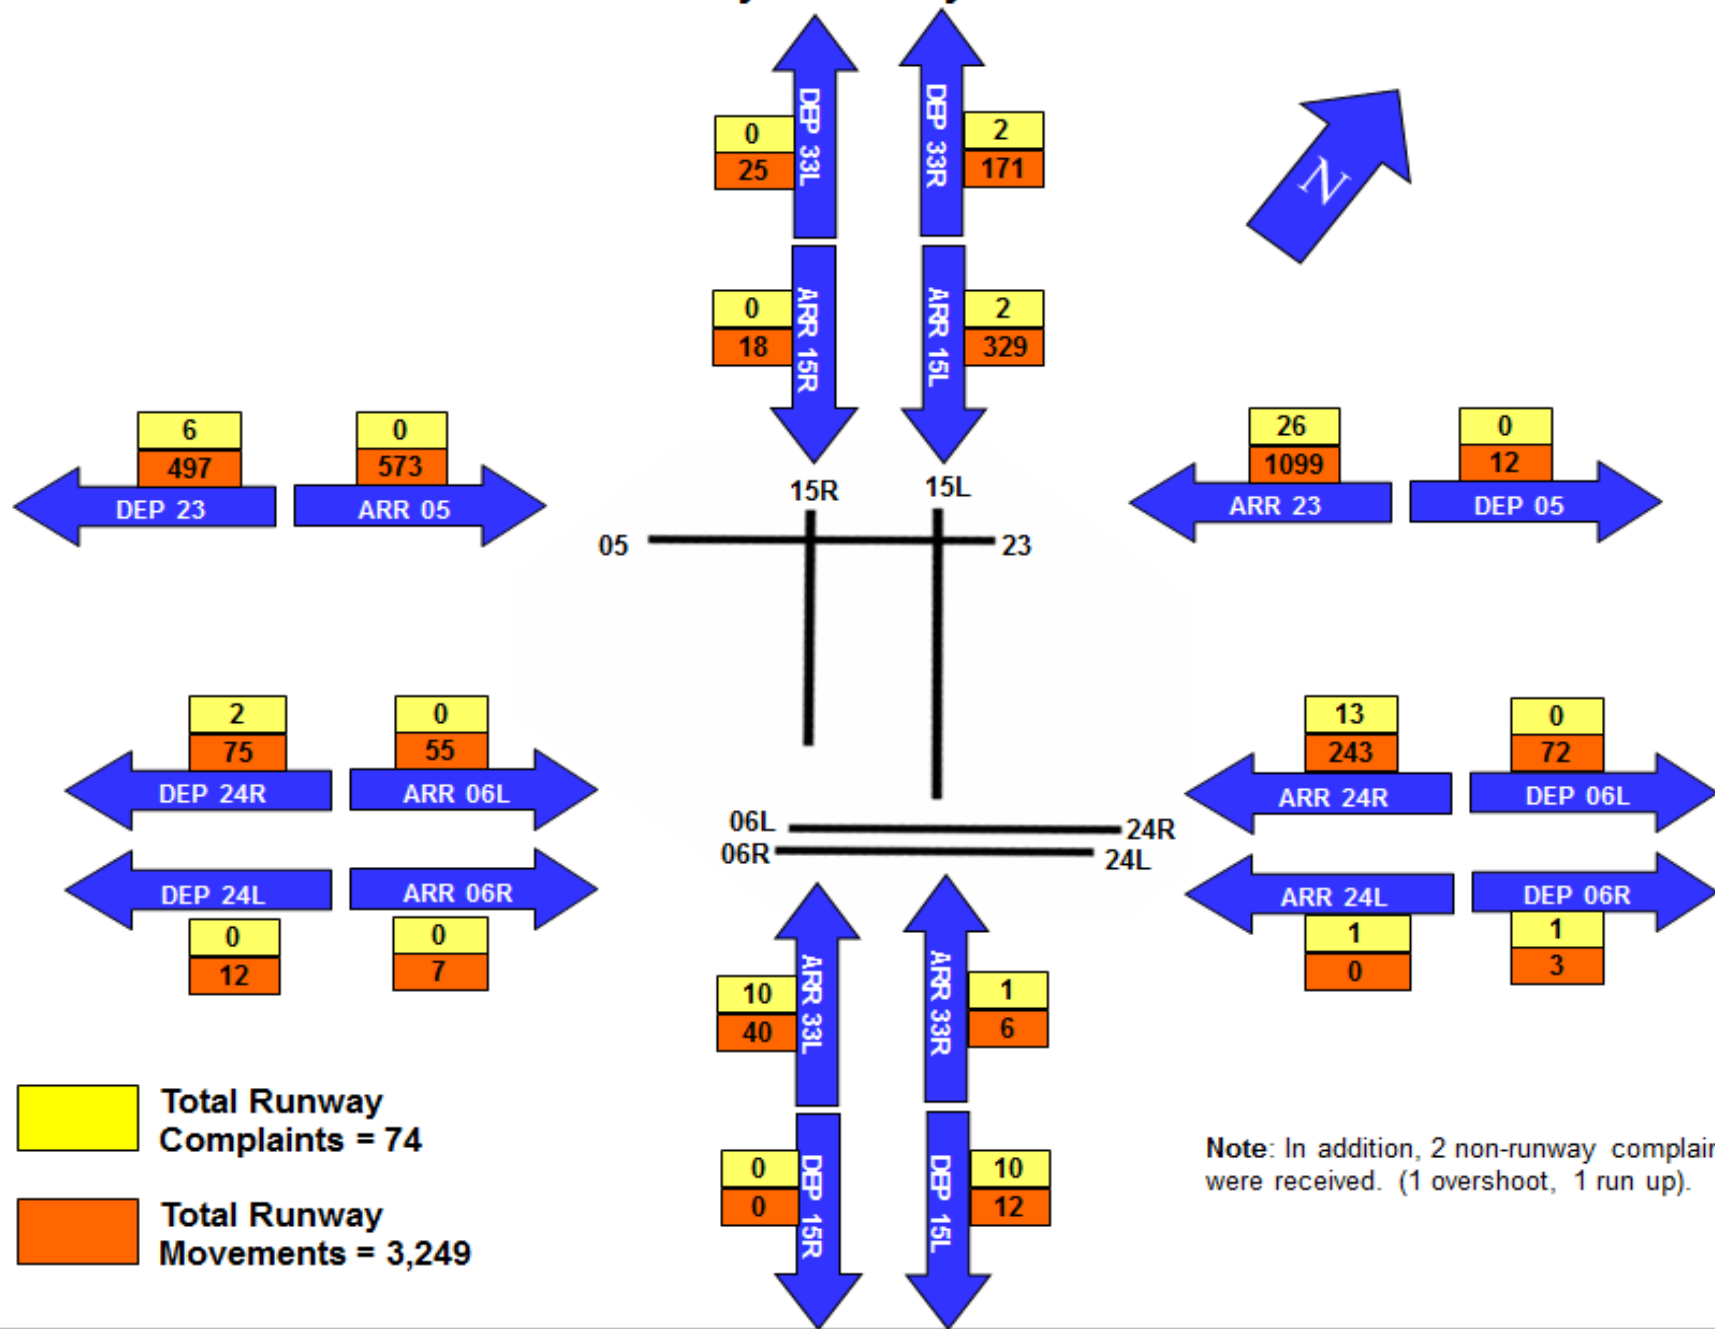 DEP 33L
0
25
DEP 33R
2
171
N
ARR 15R
0
18
ARR 15L
2
329
6
497
DEP 23
0
573
ARR 05
26
1099
ARR 23
0
12
DEP 05
15R
15L
05
23
2
75
DEP 24R
0
55
ARR 06L
13
243
ARR 24R
0
72
DEP 06L
06L
24R
06R
24L
DEP 24L
0
12
ARR 06R
0
7
ARR 24L
1
0
DEP 06R
1
3
10
40
ARR 33L
ARR 33R
1
6
0
0
DEP 15R
DEP 15L
10
12
Total Runway
Complaints = 74
Total Runway
Movements = 3,249
Note: In addition, 2 non-runway complain
were received. (1 overshoot, 1 run up).